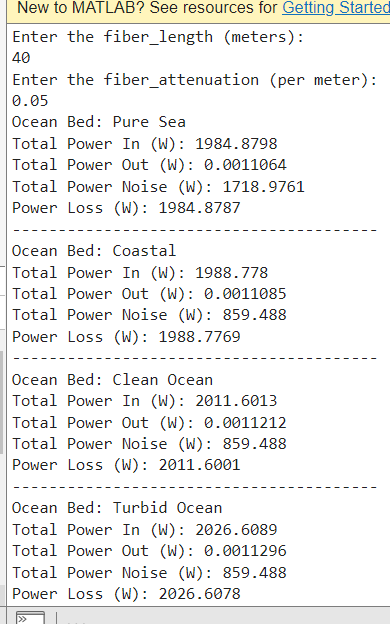 New to MATLAB? See resources for Getting Started
Enter the fiber_length (meters):
40
Enter the fiber_attenuation (per meter):
0.05
Ocean Bed: Pure Sea
Total Power In (W): 1984.8798
Total Power Out (W): 0.0011064
Total Power Noise (W): 1718.9761
Power Loss (W): 1984.8787
----------------------------------------
Ocean Bed: Coastal
Total Power In (W): 1988.778
Total Power Out (W): 0.0011085
Total Power Noise (W): 859.488
Power Loss (W): 1988.7769
----------------------------------------
Ocean Bed: Clean Ocean
Total Power In (W): 2011.6013
Total Power Out (W): 0.0011212
Total Power Noise (W): 859.488
Power Loss (W): 2011.6001
----------------------------------------
Ocean Bed: Turbid Ocean
Total Power In (W): 2026.6089
Total Power Out (W): 0.0011296
Total Power Noise (W): 859.488
Power Loss (W): 2026.6078